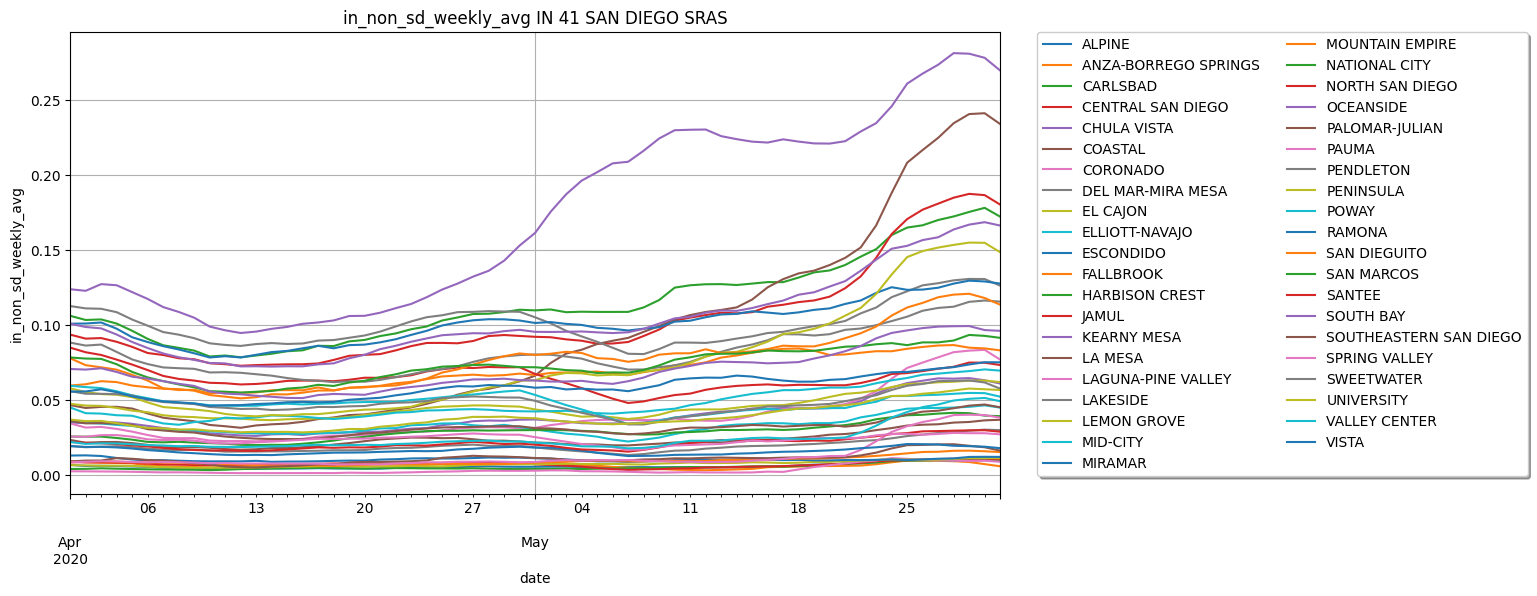 in_non_sd_weekly_avg IN 41 SAN DIEGO SRAS
in_non_sd_weekly_avg
0.25
0.20
0.15
0.10
0.05
0.00
06
13
20
27
04
11
18
25
Apr
2020
May
date
ALPINE
ANZA-BORREGO SPRINGS
CARLSBAD
CENTRAL SAN DIEGO
CHULA VISTA
COASTAL
CORONADO
DEL MAR-MIRA MESA
EL CAJON
ELLIOTT-NAVAJO
ESCONDIDO
FALLBROOK
HARBISON CREST
JAMUL
KEARNY MESA
LA MESA
LAGUNA-PINE VALLEY
LAKESIDE
LEMON GROVE
MID-CITY
MIRAMAR
MOUNTAIN EMPIRE
NATIONAL CITY
NORTH SAN DIEGO
OCEANSIDE
PALOMAR-JULIAN
PAUMA
PENDLETON
PENINSULA
POWAY
RAMONA
SAN DIEGUITO
SAN MARCOS
SANTEE
SOUTH BAY
SOUTHEASTERN SAN DIEGO
SPRING VALLEY
SWEETWATER
UNIVERSITY
VALLEY CENTER
VISTA